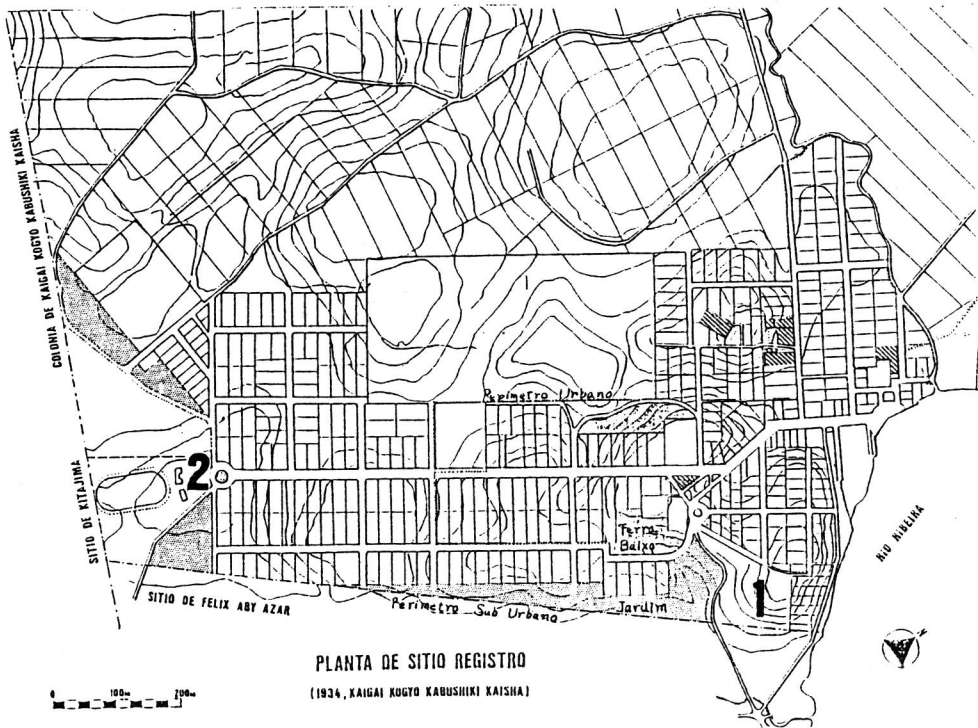 COLONIA DE KAIGAI KOGYO KABUSHIKI KAISHA
Perimetro Urbano
2
SITIO DE KITAJIMA
Terra
Baixo
RIO RIBEIRA
1
SITIO DE FELIX ABY AZAR
Perimetro Sub Urbano
Jardim
N
PLANTA DE SITIO REGISTRO
(1934, KAIGAI KOGYO KABUSHIKI KAISHA)
0 100m 200m